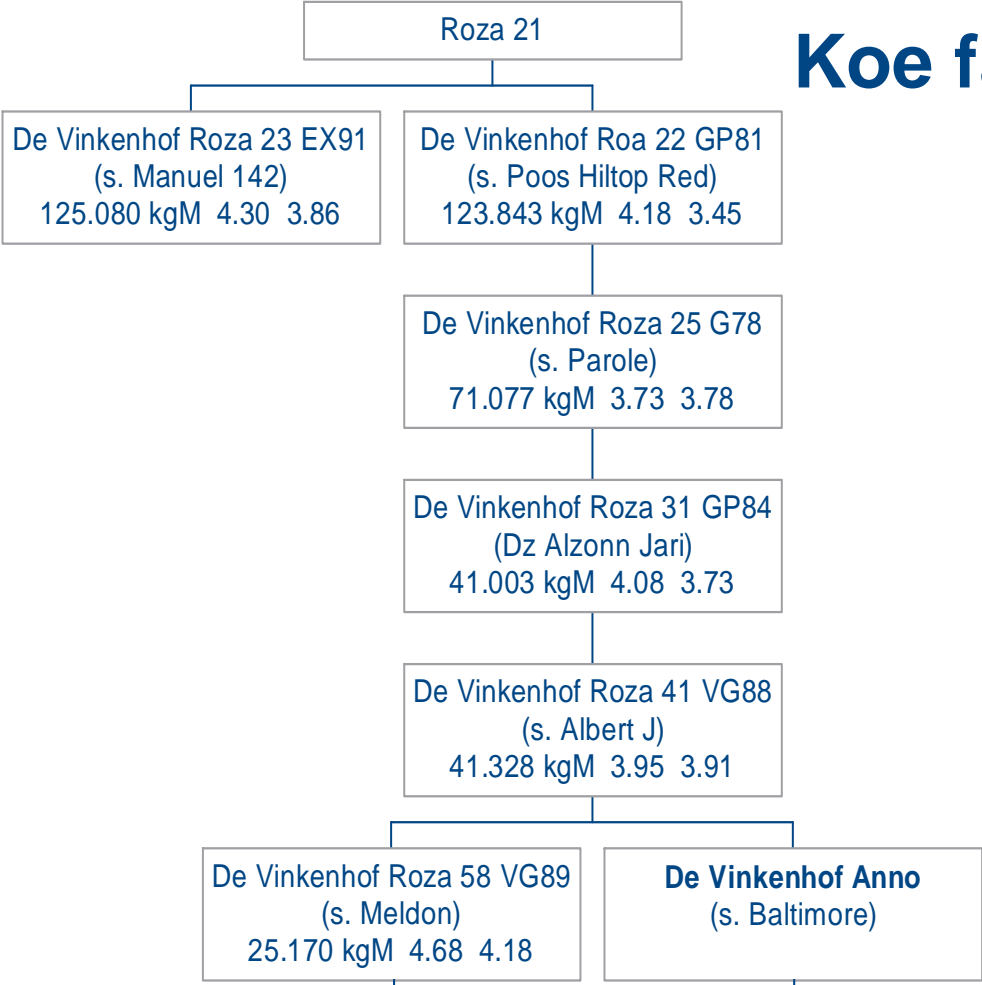 Roza 21
Koe fa
De Vinkenhof Roza 23 EX91
(s. Manuel 142)
125.080 kgM 4.30 3.86
De Vinkenhof Roa 22 GP81
(s. Poos Hiltop Red)
123.843 kgM 4.18 3.45
De Vinkenhof Roza 25 G78
(s. Parole)
71.077 kgM 3.73 3.78
De Vinkenhof Roza 31 GP84
(Dz Alzonn Jari)
41.003 kgM 4.08 3.73
De Vinkenhof Roza 41 VG88
(s. Albert J)
41.328 kgM 3.95 3.91
De Vinkenhof Roza 58 VG89
(s. Meldon)
25.170 kgM 4.68 4.18
De Vinkenhof Anno
(s. Baltimore)